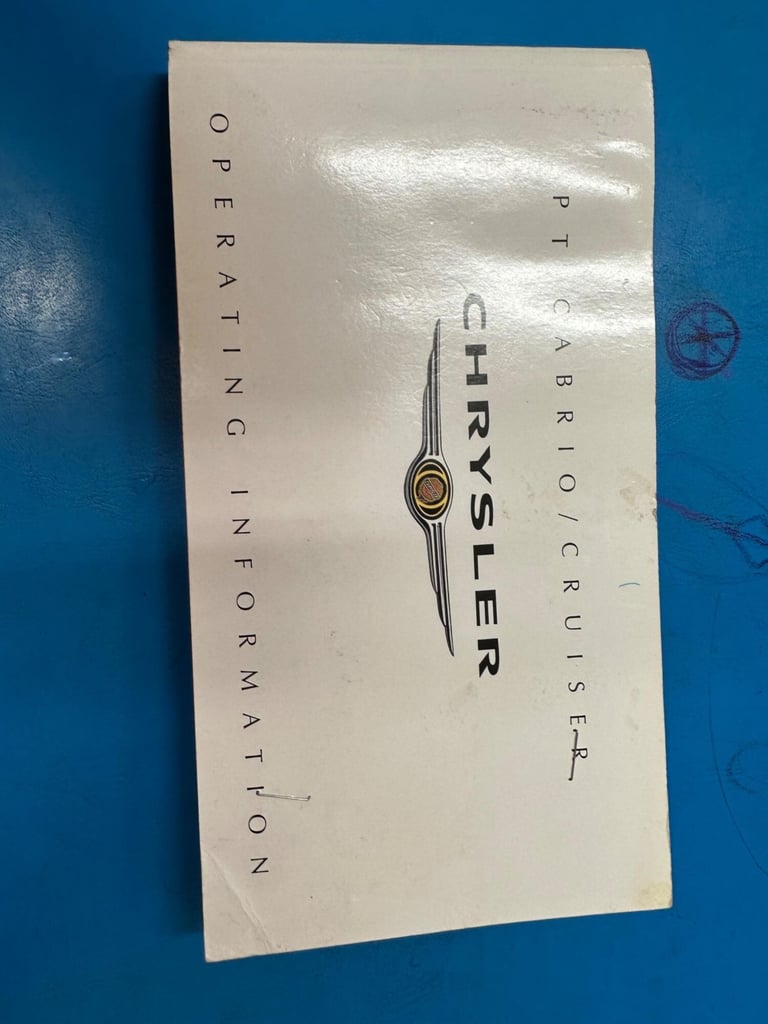 PT CABRIO/CRUISER
CHRYSLER
OPERATING INFORMATION